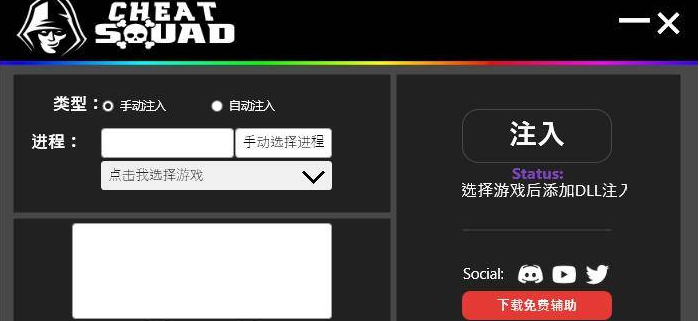 CHEAT
SQUAD
类型：
手动注入
自动注入
进程：
手动选择进程
点击我选择游戏
注入
Status:
选择游戏后添加DLL注入
Social:
下载免费辅助